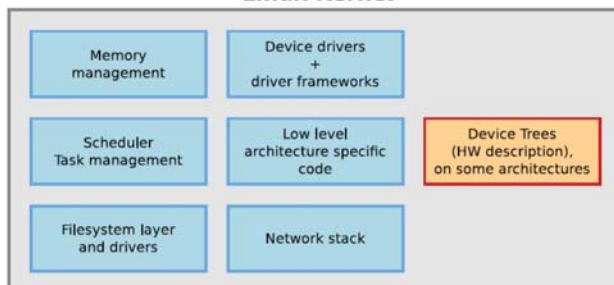 Memory
management
Device drivers
+
driver frameworks
Scheduler
Task management
Low level
architecture specific
code
Device Trees
(HW description),
on some architectures
Filesystem layer
and drivers
Network stack